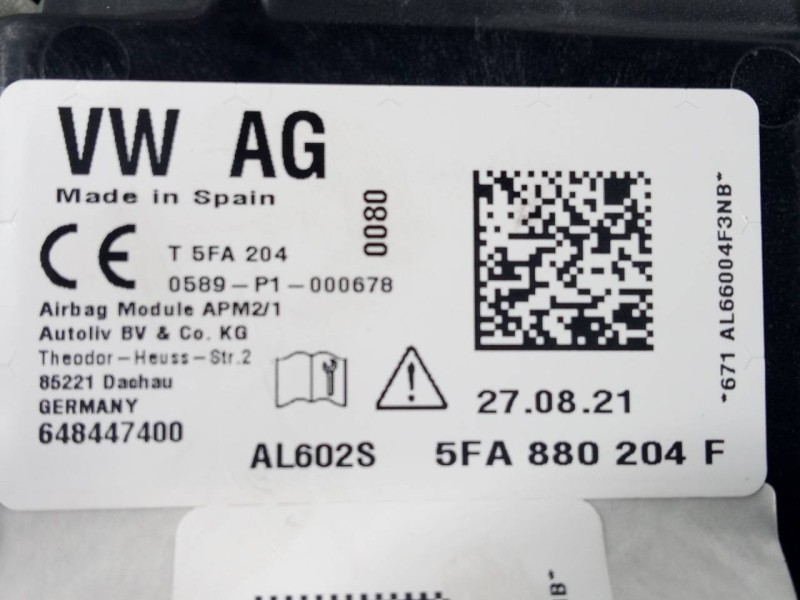 VW AG
Made in Spain
0080
CE
T 5FA 204
0589-P1-000678
Airbag Module APM2/1
Autoliv BV & Co. KG
Theodor-Heuss-Str.2
85221 Dachau
GERMANY
648447400
27.08.21
AL602S
5FA 880 204 F
*671 AL66004F3NB*
NB*